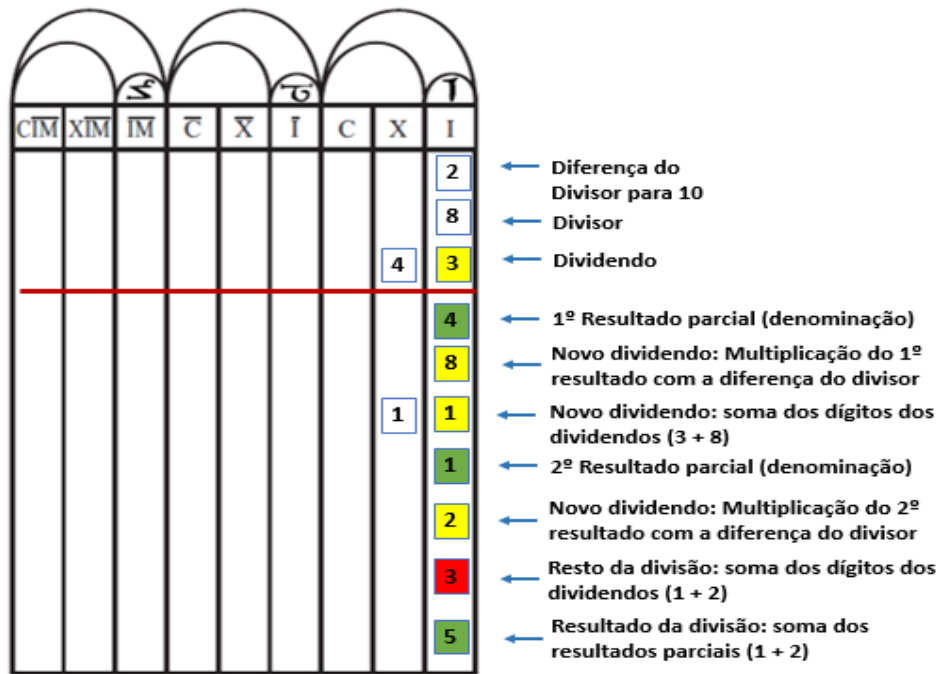 CI̅M̅ XI̅M̅ I̅M̅ C̅ X̅ I̅ C X I
2
Diferença do
Divisor para 10
8
Divisor
4 3
Dividendo
4
1º Resultado parcial (denominação)
8
Novo dividendo: Multiplicação do 1º
resultado com a diferença do divisor
1 1
Novo dividendo: soma dos dígitos dos
dividendos (3 + 8)
1
2º Resultado parcial (denominação)
2
Novo dividendo: Multiplicação do 2º
resultado com a diferença do divisor
3
Resto da divisão: soma dos dígitos dos
dividendos (1 + 2)
5
Resultado da divisão: soma dos
resultados parciais (1 + 2)